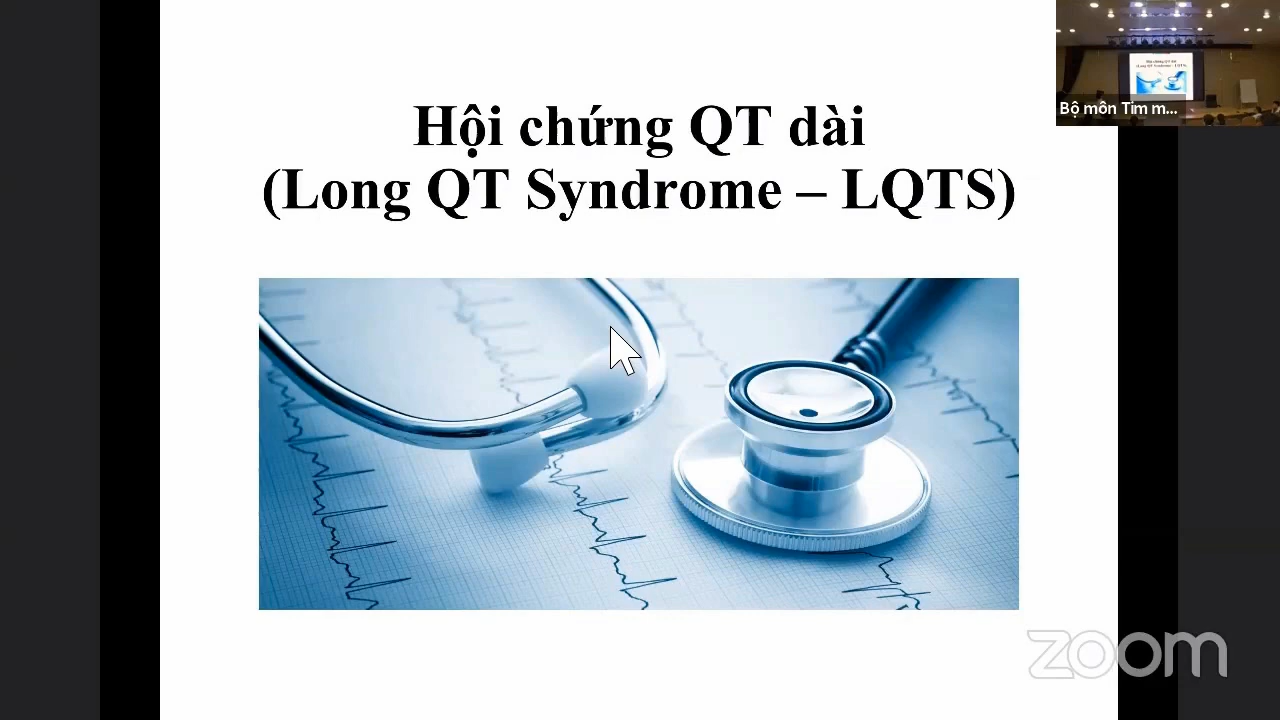 Hội chứng QT dài
(Long QT Syndrome – LQTS)
Bộ môn Tim m...
zoom